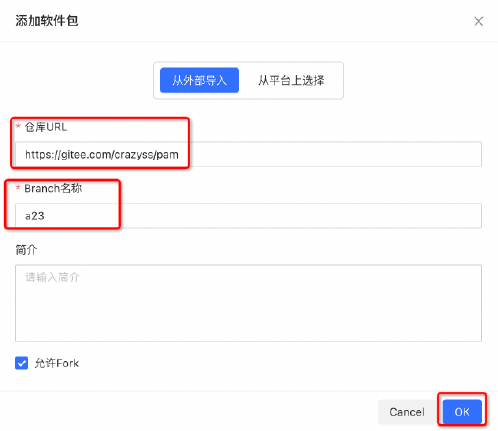 添加软件包
从外部导入 从平台上选择
* 仓库URL
https://gitee.com/crazyss/pam
* Branch名称
a23
简介
请输入简介
允许Fork
Cancel OK